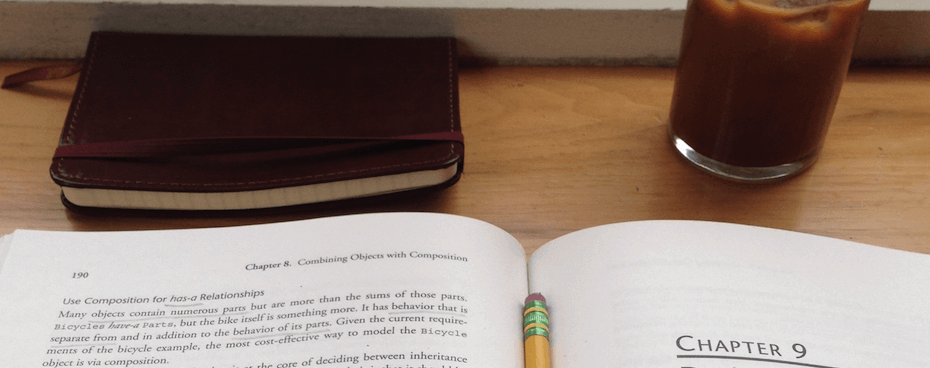 190
Chapter 8. Combining Objects with Composition
Use Composition for has-a Relationships
Many objects contain numerous parts but are more than the sums of those parts.
Bicycles have-a Parts, but the bike itself is something more. It has behavior that is
separate from and in addition to the behavior of its parts. Given the current require-
ments of the bicycle example, the most cost-effective way to model the Bicycle
object is via composition.
at the core of deciding between inheritance
CHAPTER 9